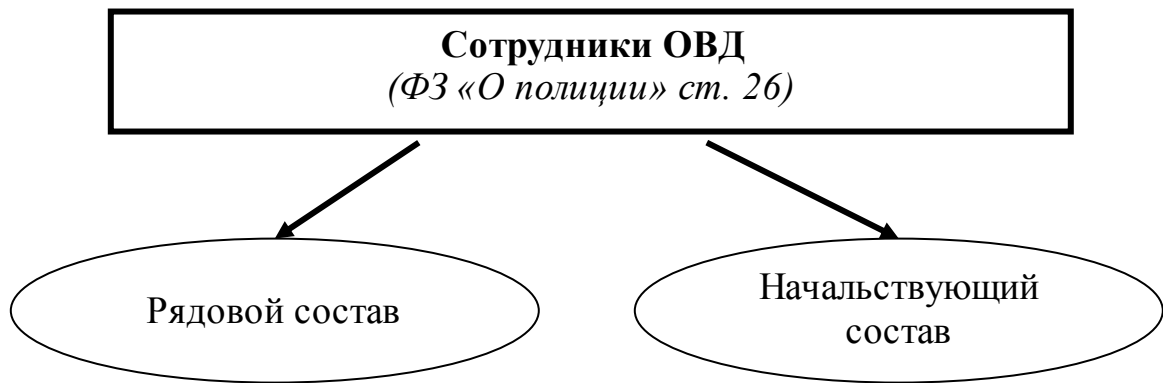 Сотрудники ОВД
(ФЗ «О полиции» ст. 26)
Рядовой состав
Начальствующий
состав